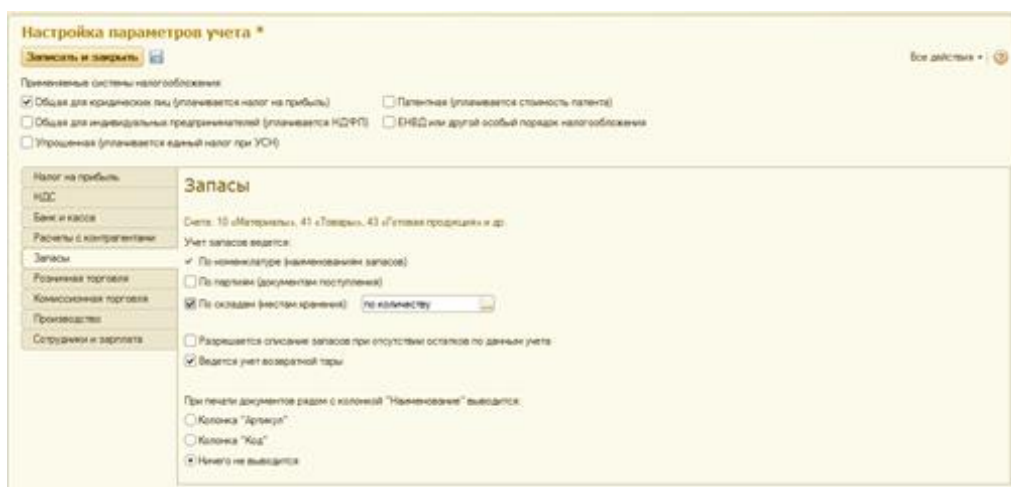 Настройка параметров учета *
Записать и закрыть
Все действия
Применяемые системы налогообложения:
Общая для юридических лиц (уплачивается налог на прибыль)
Патентная (уплачивается стоимость патента)
Общая для индивидуальных предпринимателей (уплачивается НДФЛ)
ЕНВД или другой особый порядок налогообложения
Упрощенная (уплачивается единый налог при УСН)
Налог на прибыль
НДС
Банк и касса
Расчеты с контрагентами
Запасы
Розничная торговля
Комиссионная торговля
Производство
Сотрудники и зарплата
Запасы
Счета: 10 «Материалы», 41 «Товары», 43 «Готовая продукция» и др.
Учет запасов ведется:
По номенклатуре (наименованиям запасов)
По партиям (документам поступления)
По складам (местам хранения)
по количеству
...
Разрешается списание запасов при отсутствии остатков по данным учета
Ведется учет возвратной тары
При печати документов рядом с колонкой "Наименование" выводится:
Колонка "Артикул"
Колонка "Код"
Ничего не выводится